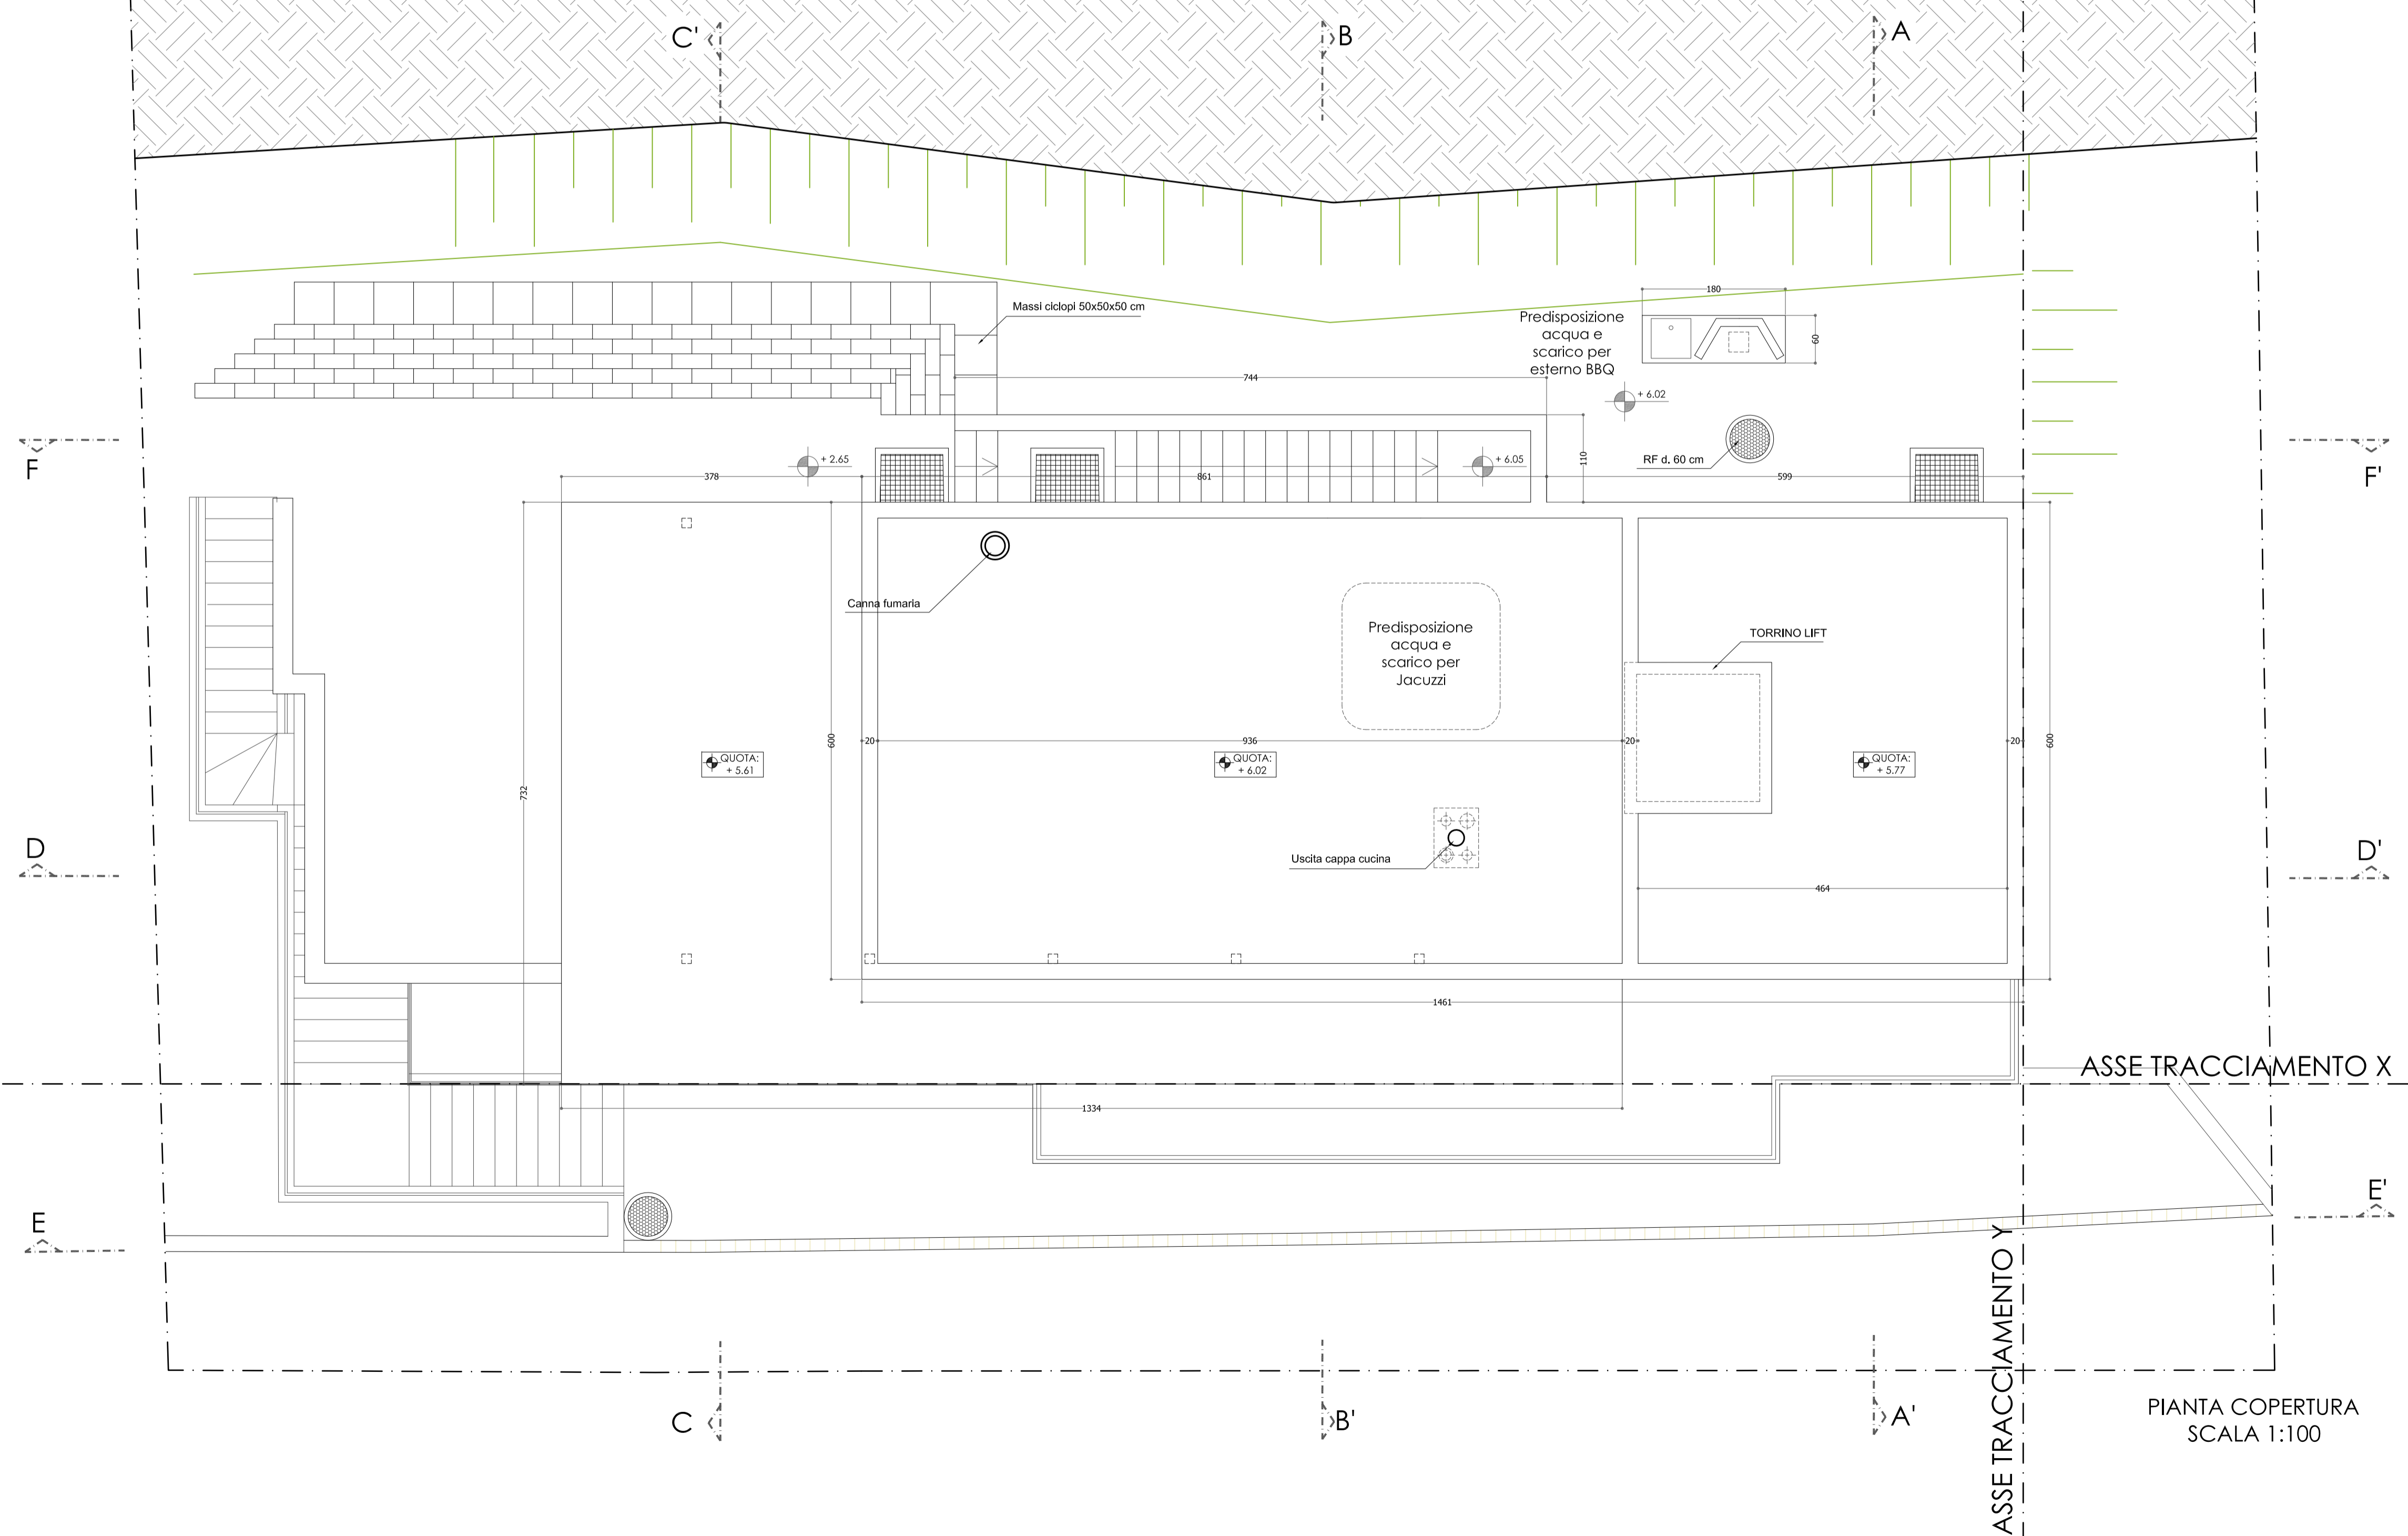 C'
B
A
180
Massi ciclopi 50x50x50 cm
Predisposizione
acqua e
scarico per
esterno BBQ
60
744
+ 6.02
F
+ 2.65
+ 6.05
110
RF d. 60 cm
F'
378
861
599
Canna fumaria
Predisposizione
acqua e
scarico per
Jacuzzi
TORRINO LIFT
600
20
936
20
20
600
QUOTA:
+ 5.61
QUOTA:
+ 6.02
QUOTA:
+ 5.77
732
D
Uscita cappa cucina
D'
464
1461
ASSE TRACCIAMENTO X
1334
E
E'
ASSE TRACCIAMENTO Y
C
B'
A'
PIANTA COPERTURA
SCALA 1:100